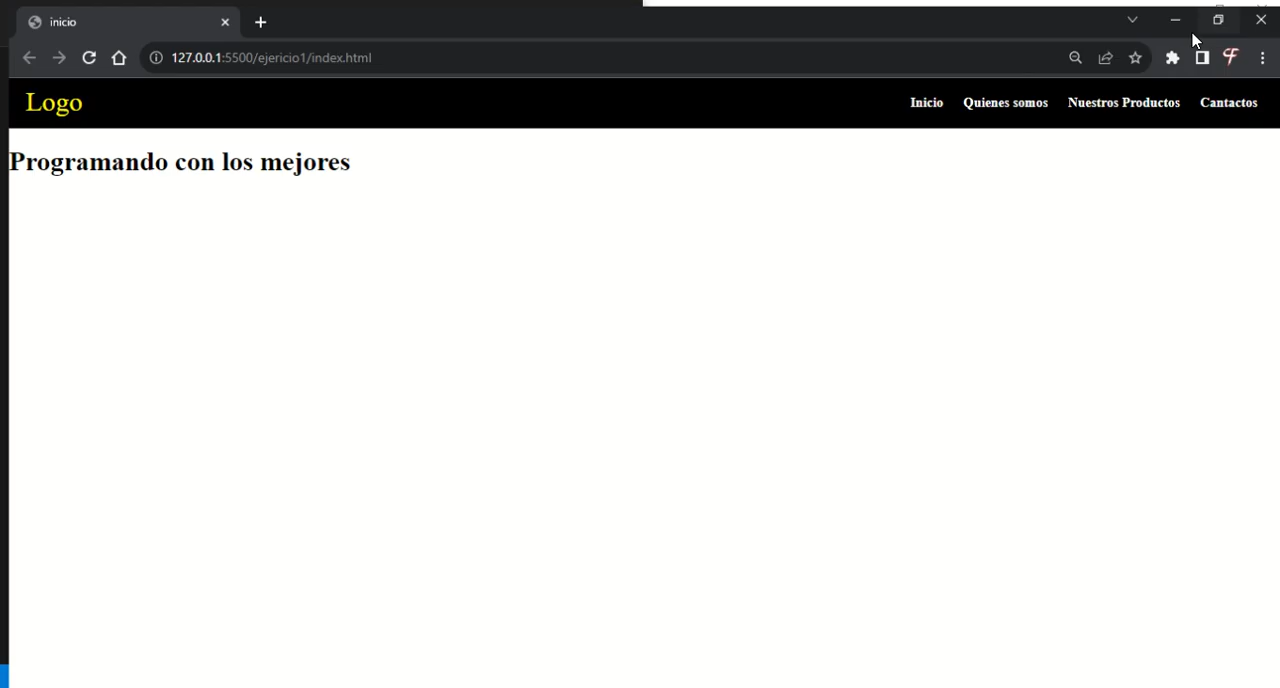 inicio
127.0.0.1:5500/ejericio1/index.html
Logo
Inicio Quienes somos Nuestros Productos Cantactos
Programando con los mejores